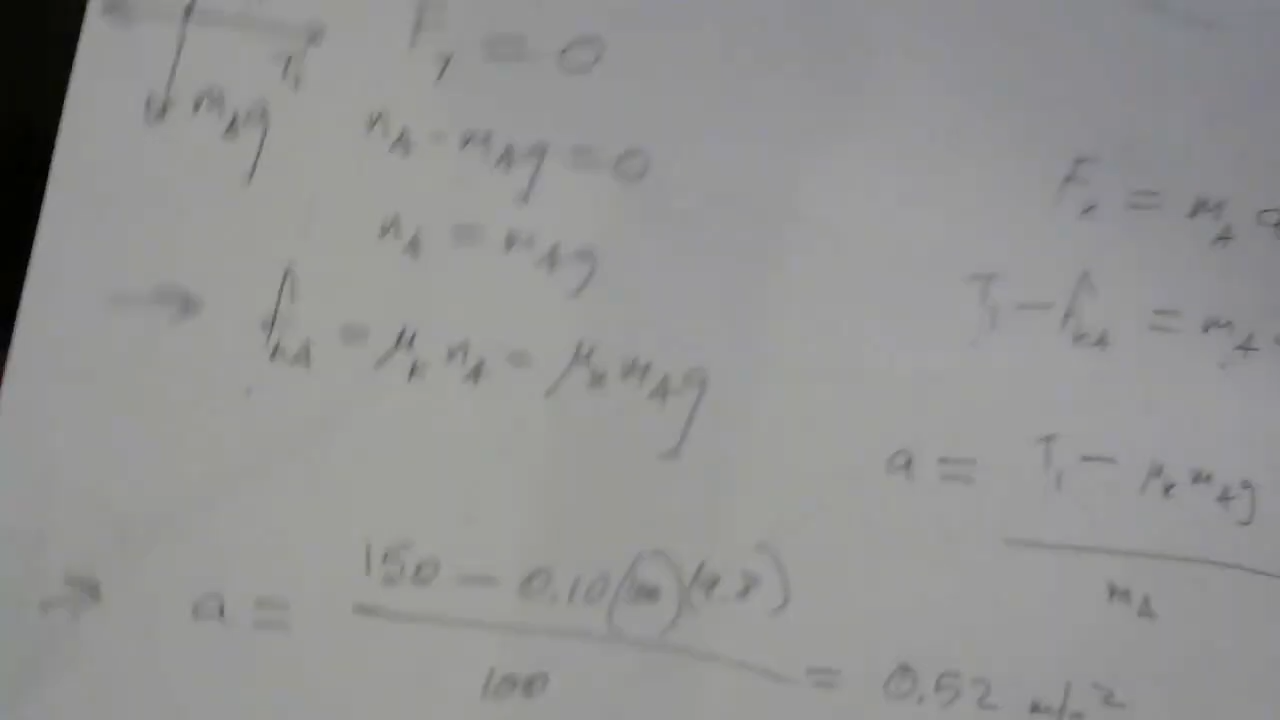 T₁
m_A g
F_y = 0
n_A - m_A g = 0
n_A = m_A g
→ f_kA = μ_k n_A = μ_k m_A g
F_x = m_A a
T₁ - f_kA = m_A
a = (T₁ - μ_k m_A g) / m_A
→ a = (150 - 0.10(100)(9.8)) / 100 = 0.52 m/s²